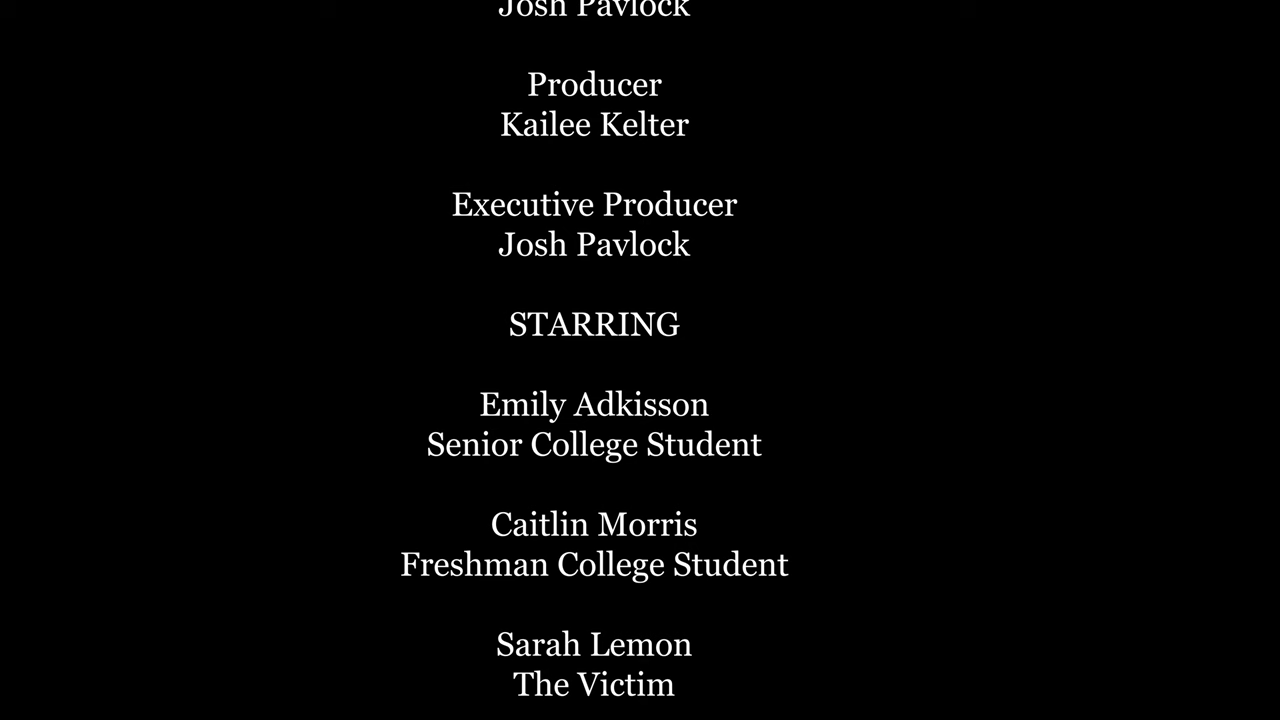 Josh Pavlock
Producer
Kailee Kelter
Executive Producer
Josh Pavlock
STARRING
Emily Adkisson
Senior College Student
Caitlin Morris
Freshman College Student
Sarah Lemon
The Victim